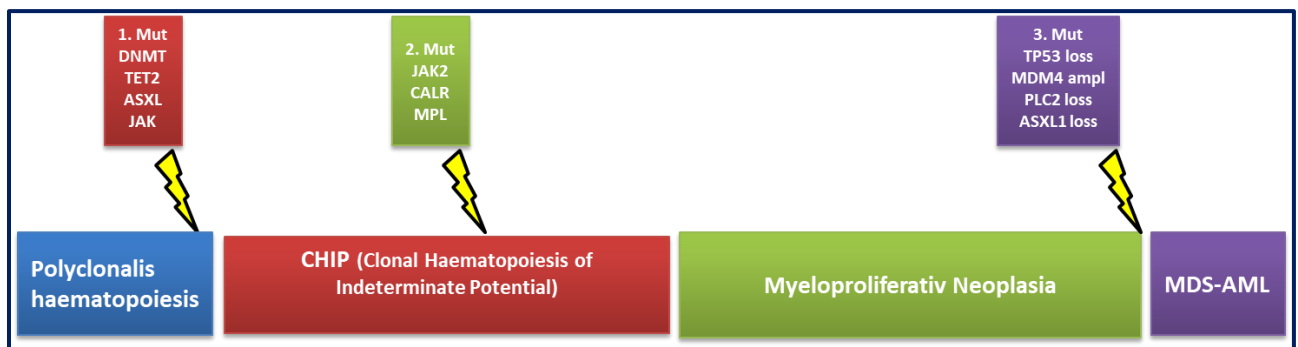 1. Mut
DNMT
TET2
ASXL
JAK
2. Mut
JAK2
CALR
MPL
3. Mut
TP53 loss
MDM4 ampl
PLC2 loss
ASXL1 loss
Polyclonalis
haematopoiesis
CHIP (Clonal Haematopoiesis of
Indeterminate Potential)
Myeloproliferativ Neoplasia
MDS-AML